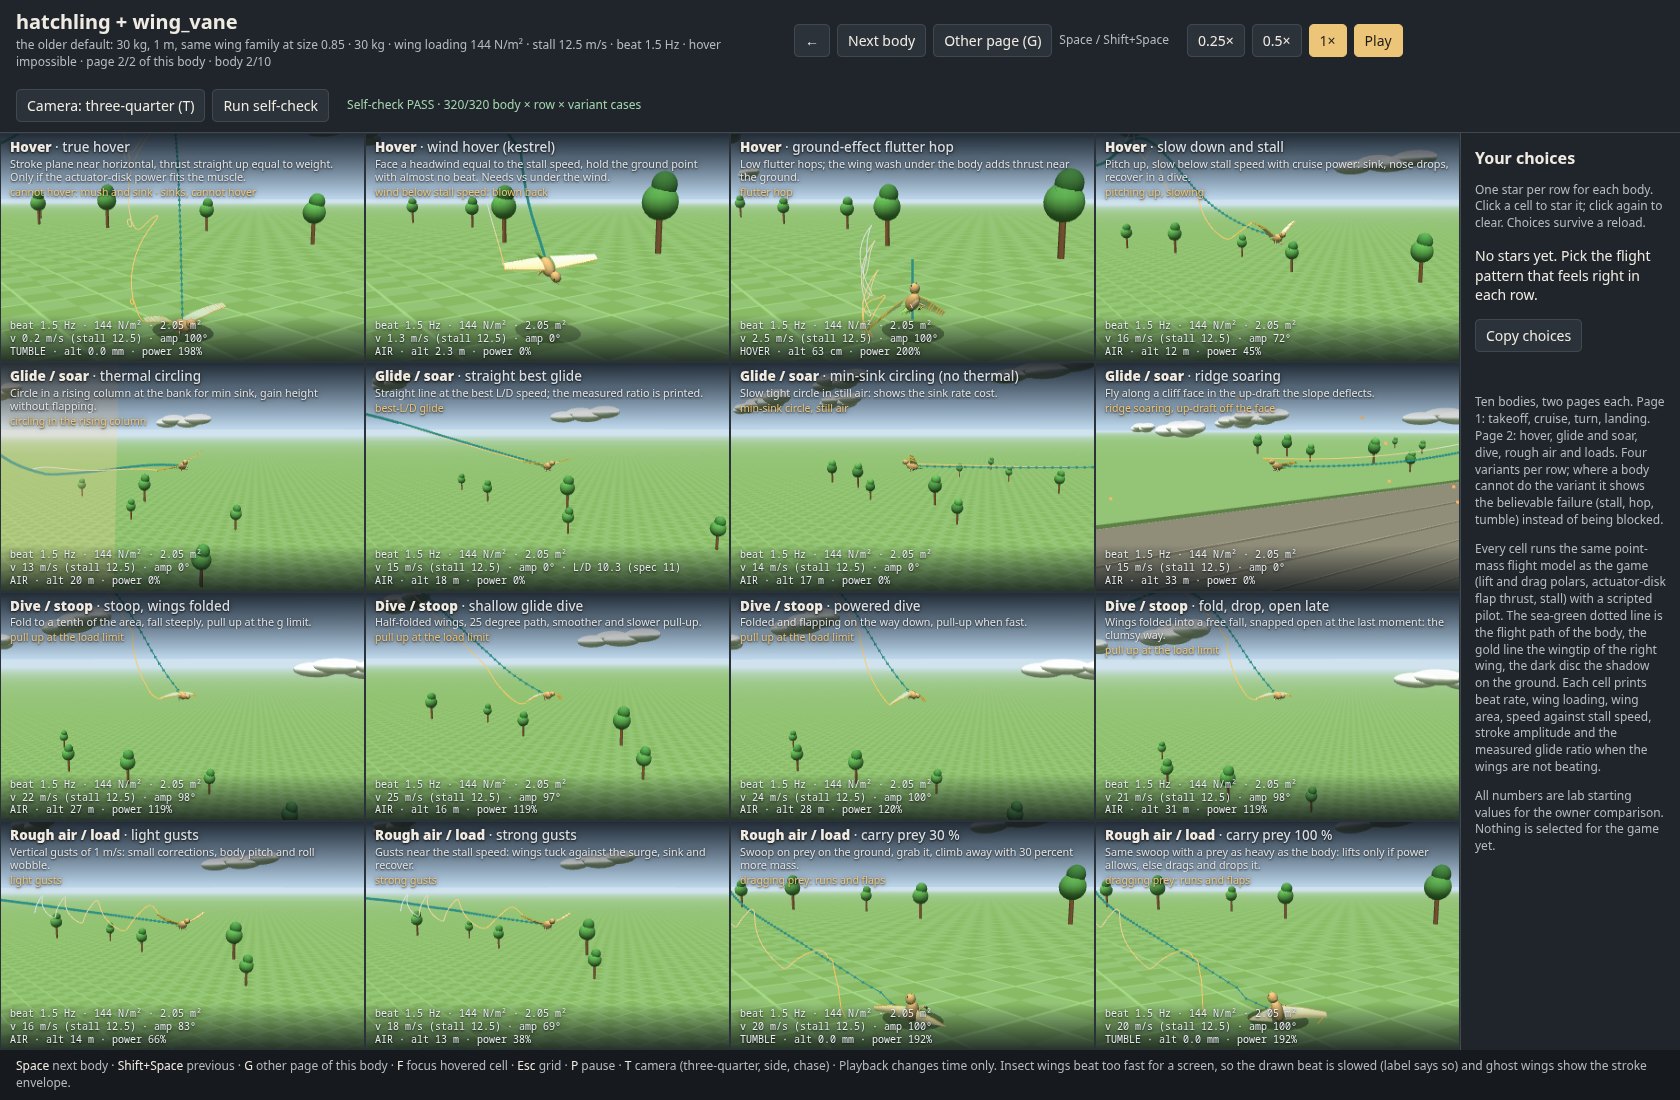 hatchling + wing_vane
the older default: 30 kg, 1 m, same wing family at size 0.85 · 30 kg · wing loading 144 N/m² · stall 12.5 m/s · beat 1.5 Hz · hover
impossible · page 2/2 of this body · body 2/10
← Next body Other page (G) Space / Shift+Space 0.25× 0.5× 1× Play
Camera: three-quarter (T) Run self-check Self-check PASS · 320/320 body × row × variant cases
Hover · true hover
Stroke plane near horizontal, thrust straight up equal to weight.
Only if the actuator-disk power fits the muscle.
cannot hover: mush and sink · sinks, cannot hover
beat 1.5 Hz · 144 N/m² · 2.05 m²
v 0.2 m/s (stall 12.5) · amp 100°
TUMBLE · alt 0.0 mm · power 198%
Hover · wind hover (kestrel)
Face a headwind equal to the stall speed, hold the ground point
with almost no beat. Needs vs under the wind.
wind below stall speed: blown back
beat 1.5 Hz · 144 N/m² · 2.05 m²
v 1.3 m/s (stall 12.5) · amp 0°
AIR · alt 2.3 m · power 0%
Hover · ground-effect flutter hop
Low flutter hops; the wing wash under the body adds thrust near
the ground.
flutter hop
beat 1.5 Hz · 144 N/m² · 2.05 m²
v 2.5 m/s (stall 12.5) · amp 100°
HOVER · alt 63 cm · power 200%
Hover · slow down and stall
Pitch up, slow below stall speed with cruise power: sink, nose drops,
recover in a dive.
pitching up, slowing
beat 1.5 Hz · 144 N/m² · 2.05 m²
v 16 m/s (stall 12.5) · amp 72°
AIR · alt 12 m · power 45%
Glide / soar · thermal circling
Circle in a rising column at the bank for min sink, gain height
without flapping.
circling in the rising column
beat 1.5 Hz · 144 N/m² · 2.05 m²
v 13 m/s (stall 12.5) · amp 0°
AIR · alt 20 m · power 0%
Glide / soar · straight best glide
Straight line at the best L/D speed; the measured ratio is printed.
best-L/D glide
beat 1.5 Hz · 144 N/m² · 2.05 m²
v 15 m/s (stall 12.5) · amp 0° · L/D 10.3 (spec 11)
AIR · alt 18 m · power 0%
Glide / soar · min-sink circling (no thermal)
Slow tight circle in still air: shows the sink rate cost.
min-sink circle, still air
beat 1.5 Hz · 144 N/m² · 2.05 m²
v 14 m/s (stall 12.5) · amp 0°
AIR · alt 17 m · power 0%
Glide / soar · ridge soaring
Fly along a cliff face in the up-draft the slope deflects.
ridge soaring, up-draft off the face
beat 1.5 Hz · 144 N/m² · 2.05 m²
v 15 m/s (stall 12.5) · amp 0°
AIR · alt 33 m · power 0%
Dive / stoop · stoop, wings folded
Fold to a tenth of the area, fall steeply, pull up at the g limit.
pull up at the load limit
beat 1.5 Hz · 144 N/m² · 2.05 m²
v 22 m/s (stall 12.5) · amp 98°
AIR · alt 27 m · power 119%
Dive / stoop · shallow glide dive
Half-folded wings, 25 degree path, smoother and slower pull-up.
pull up at the load limit
beat 1.5 Hz · 144 N/m² · 2.05 m²
v 25 m/s (stall 12.5) · amp 97°
AIR · alt 16 m · power 119%
Dive / stoop · powered dive
Folded and flapping on the way down, pull-up when fast.
pull up at the load limit
beat 1.5 Hz · 144 N/m² · 2.05 m²
v 24 m/s (stall 12.5) · amp 100°
AIR · alt 28 m · power 120%
Dive / stoop · fold, drop, open late
Wings folded into a free fall, snapped open at the last moment: the
clumsy way.
pull up at the load limit
beat 1.5 Hz · 144 N/m² · 2.05 m²
v 21 m/s (stall 12.5) · amp 98°
AIR · alt 31 m · power 119%
Rough air / load · light gusts
Vertical gusts of 1 m/s: small corrections, body pitch and roll
wobble.
light gusts
beat 1.5 Hz · 144 N/m² · 2.05 m²
v 16 m/s (stall 12.5) · amp 83°
AIR · alt 14 m · power 66%
Rough air / load · strong gusts
Gusts near the stall speed: wings tuck against the surge, sink and
recover.
strong gusts
beat 1.5 Hz · 144 N/m² · 2.05 m²
v 18 m/s (stall 12.5) · amp 69°
AIR · alt 13 m · power 38%
Rough air / load · carry prey 30 %
Swoop on prey on the ground, grab it, climb away with 30 percent
more mass.
dragging prey: runs and flaps
beat 1.5 Hz · 144 N/m² · 2.05 m²
v 20 m/s (stall 12.5) · amp 100°
TUMBLE · alt 0.0 mm · power 192%
Rough air / load · carry prey 100 %
Same swoop with a prey as heavy as the body: lifts only if power
allows, else drags and drops it.
dragging prey: runs and flaps
beat 1.5 Hz · 144 N/m² · 2.05 m²
v 20 m/s (stall 12.5) · amp 100°
TUMBLE · alt 0.0 mm · power 192%
Your choices
One star per row for each body.
Click a cell to star it; click again to
clear. Choices survive a reload.
No stars yet. Pick the flight
pattern that feels right in
each row.
Copy choices
Ten bodies, two pages each. Page
1: takeoff, cruise, turn, landing.
Page 2: hover, glide and soar,
dive, rough air and loads. Four
variants per row; where a body
cannot do the variant it shows
the believable failure (stall, hop,
tumble) instead of being blocked.
Every cell runs the same point-
mass flight model as the game
(lift and drag polars, actuator-disk
flap thrust, stall) with a scripted
pilot. The sea-green dotted line is
the flight path of the body, the
gold line the wingtip of the right
wing, the dark disc the shadow
on the ground. Each cell prints
beat rate, wing loading, wing
area, speed against stall speed,
stroke amplitude and the
measured glide ratio when the
wings are not beating.
All numbers are lab starting
values for the owner comparison.
Nothing is selected for the game
yet.
Space next body · Shift+Space previous · G other page of this body · F focus hovered cell · Esc grid · P pause · T camera (three-quarter, side, chase) · Playback changes time only. Insect wings beat too fast for a screen, so the drawn beat is slowed (label says so) and ghost wings show the stroke
envelope.